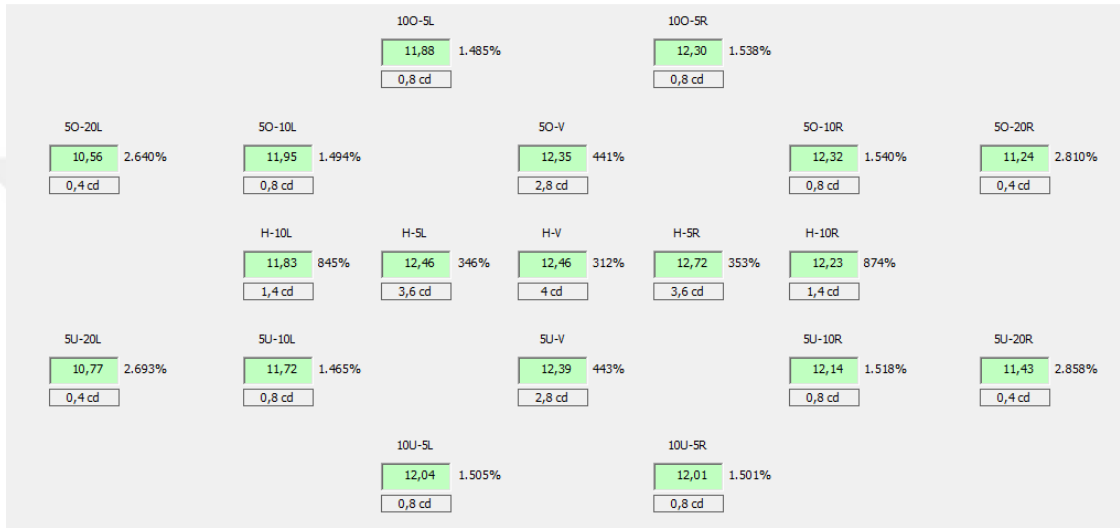 10O-5L 10O-5R
11,88 1.485% 12,30 1.538%
0,8 cd 0,8 cd
5O-20L 5O-10L 5O-V 5O-10R 5O-20R
10,56 2.640% 11,95 1.494% 12,35 441% 12,32 1.540% 11,24 2.810%
0,4 cd 0,8 cd 2,8 cd 0,8 cd 0,4 cd
H-10L H-5L H-V H-5R H-10R
11,83 845% 12,46 346% 12,46 312% 12,72 353% 12,23 874%
1,4 cd 3,6 cd 4 cd 3,6 cd 1,4 cd
5U-20L 5U-10L 5U-V 5U-10R 5U-20R
10,77 2.693% 11,72 1.465% 12,39 443% 12,14 1.518% 11,43 2.858%
0,4 cd 0,8 cd 2,8 cd 0,8 cd 0,4 cd
10U-5L 10U-5R
12,04 1.505% 12,01 1.501%
0,8 cd 0,8 cd